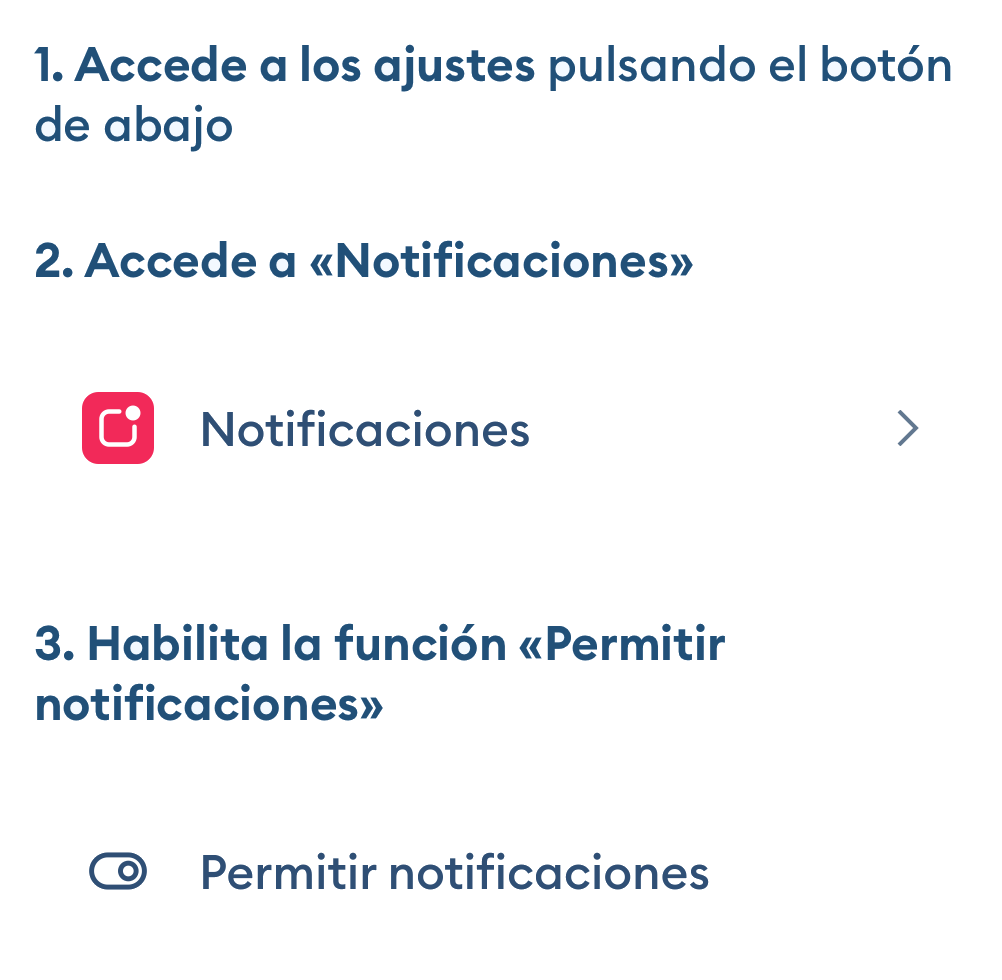 1. Accede a los ajustes pulsando el botón
de abajo
2. Accede a «Notificaciones»
Notificaciones
3. Habilita la función «Permitir
notificaciones»
Permitir notificaciones